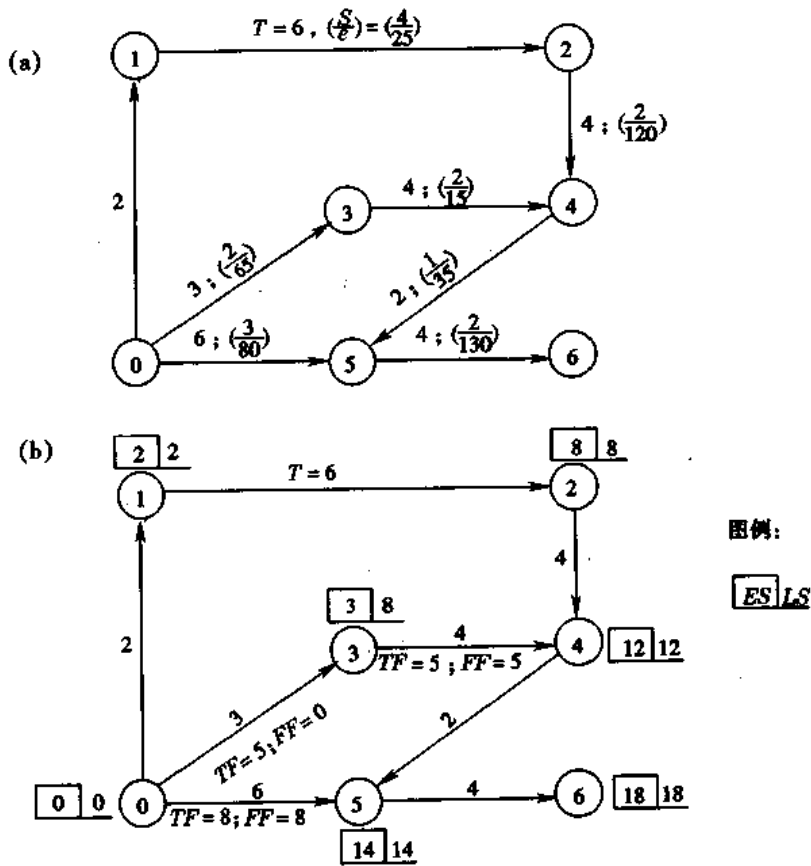 (a)
T = 6 , (S/e) = (4/25)
1
2
4 ; (2/120)
2
3
4 ; (2/15)
4
3 ; (2/65)
2 ; (1/35)
6 ; (3/80)
4 ; (2/130)
0
5
6
(b)
2 2
8 8
1
T = 6
2
图例：
ES LS
4
3 8
2
3
4
TF = 5 ; FF = 5
4
12 12
3
TF = 5 ; FF = 0
2
0 0
0
6
TF = 8 ; FF = 8
5
4
6
18 18
14 14